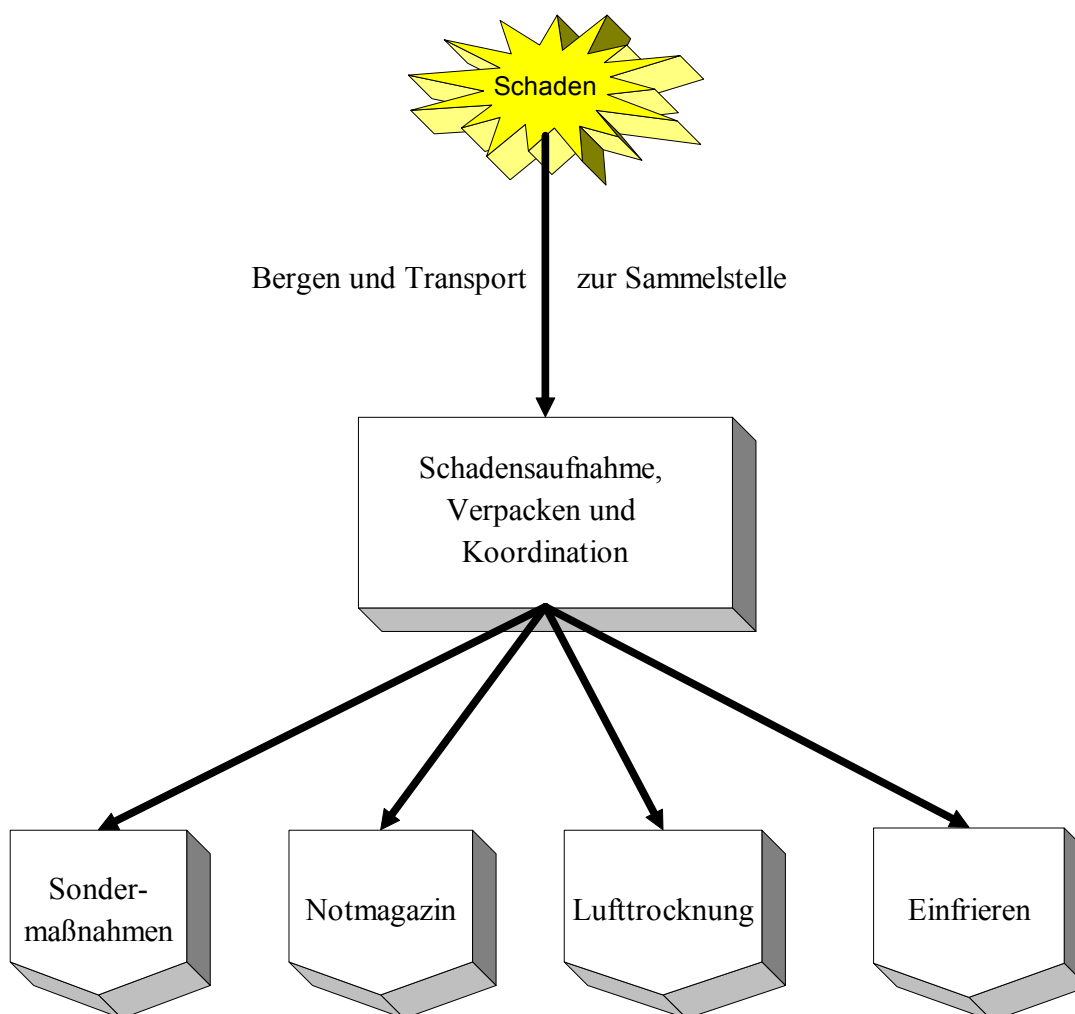 Schaden
Bergen und Transport zur Sammelstelle
Schadensaufnahme,
Verpacken und
Koordination
Sonder-
maßnahmen
Notmagazin
Lufttrocknung
Einfrieren